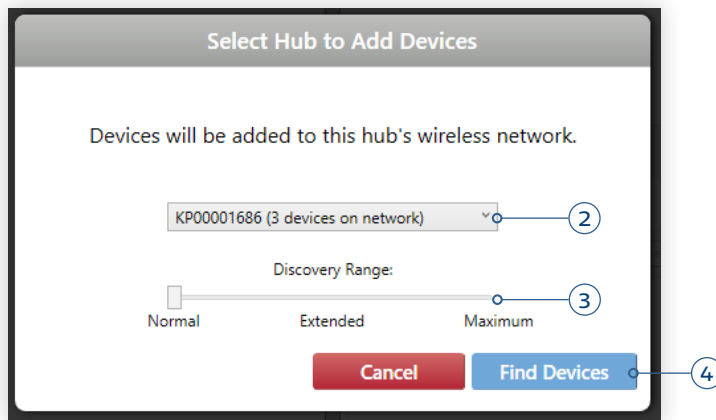 Select Hub to Add Devices
Devices will be added to this hub's wireless network.
KP00001686 (3 devices on network)
2
Discovery Range:
3
Normal Extended Maximum
Cancel Find Devices
4